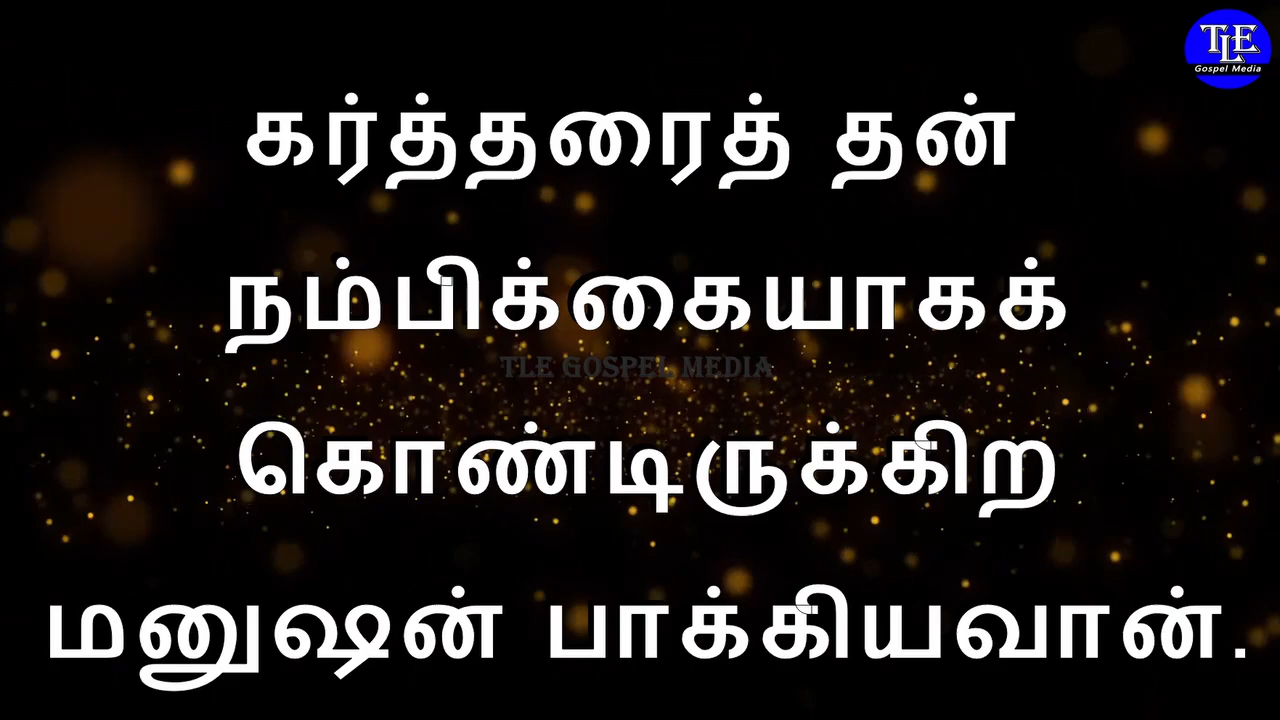 TLE
Gospel Media
கர்த்தரைத் தன்
நம்பிக்கையாகக்
TLE GOSPEL MEDIA
கொண்டிருக்கிற
மனுஷன் பாக்கியவான்.